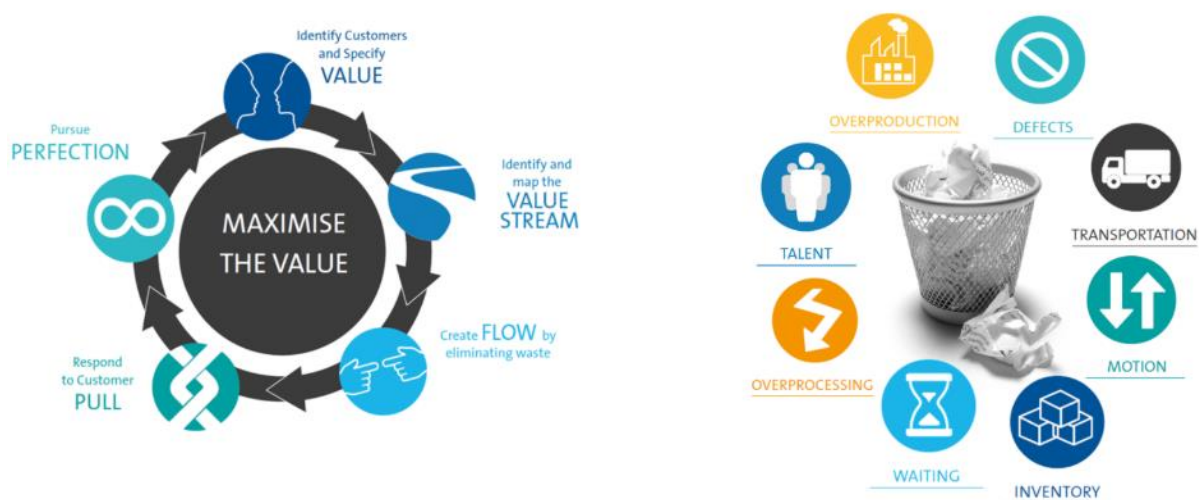 Identify Customers
and Specify
VALUE
Identify and
map the
VALUE
STREAM
Create FLOW by
eliminating waste
Respond
to Customer
PULL
Pursue
PERFECTION
MAXIMISE
THE VALUE
OVERPRODUCTION
DEFECTS
TALENT
TRANSPORTATION
OVERPROCESSING
MOTION
WAITING
INVENTORY